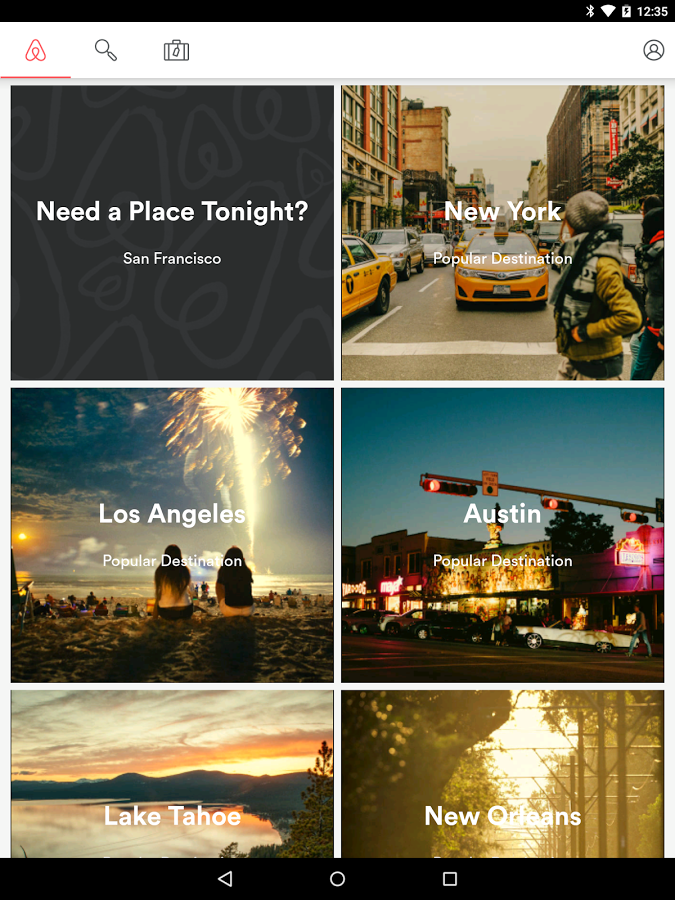 12:35
Need a Place Tonight?
San Francisco
New York
Popular Destination
Los Angeles
Popular Destination
Austin
Popular Destination
Lake Tahoe
New Orleans